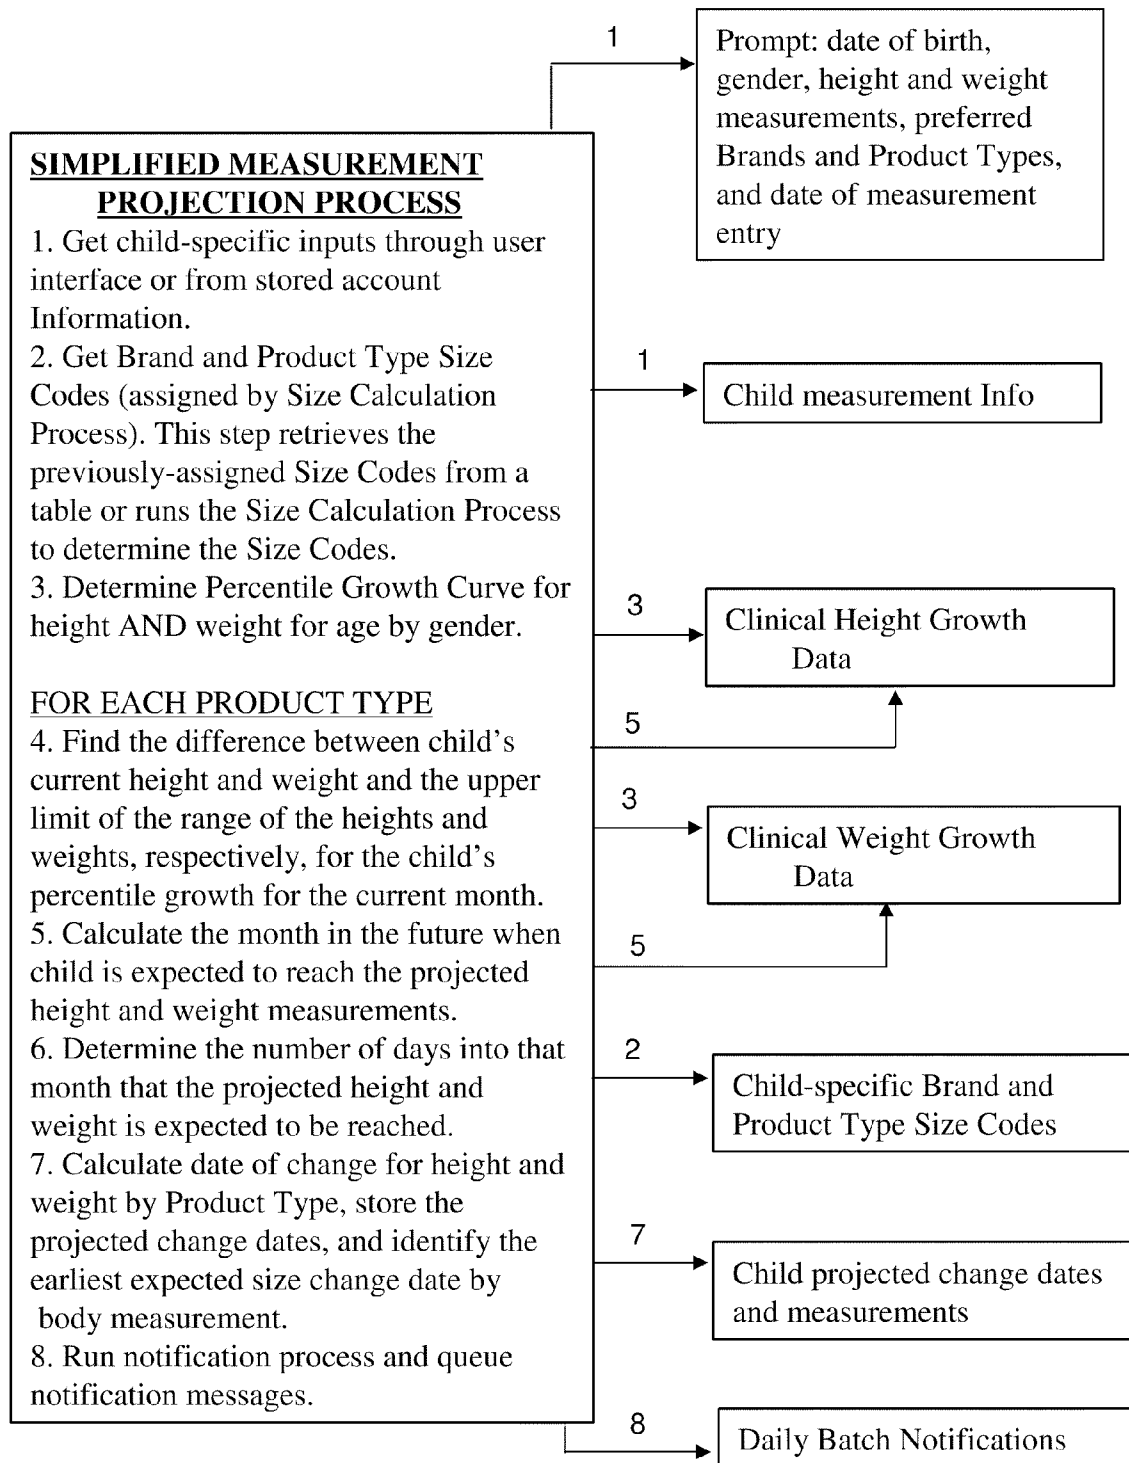 1
Prompt: date of birth,
gender, height and weight
measurements, preferred
Brands and Product Types,
and date of measurement
entry
SIMPLIFIED MEASUREMENT
PROJECTION PROCESS
1. Get child-specific inputs through user
interface or from stored account
Information.
2. Get Brand and Product Type Size
Codes (assigned by Size Calculation
Process). This step retrieves the
previously-assigned Size Codes from a
table or runs the Size Calculation Process
to determine the Size Codes.
3. Determine Percentile Growth Curve for
height AND weight for age by gender.
FOR EACH PRODUCT TYPE
4. Find the difference between child's
current height and weight and the upper
limit of the range of the heights and
weights, respectively, for the child's
percentile growth for the current month.
5. Calculate the month in the future when
child is expected to reach the projected
height and weight measurements.
6. Determine the number of days into that
month that the projected height and
weight is expected to be reached.
7. Calculate date of change for height and
weight by Product Type, store the
projected change dates, and identify the
earliest expected size change date by
body measurement.
8. Run notification process and queue
notification messages.
1
Child measurement Info
3
Clinical Height Growth
Data
5
3
Clinical Weight Growth
Data
5
2
Child-specific Brand and
Product Type Size Codes
7
Child projected change dates
and measurements
8
Daily Batch Notifications